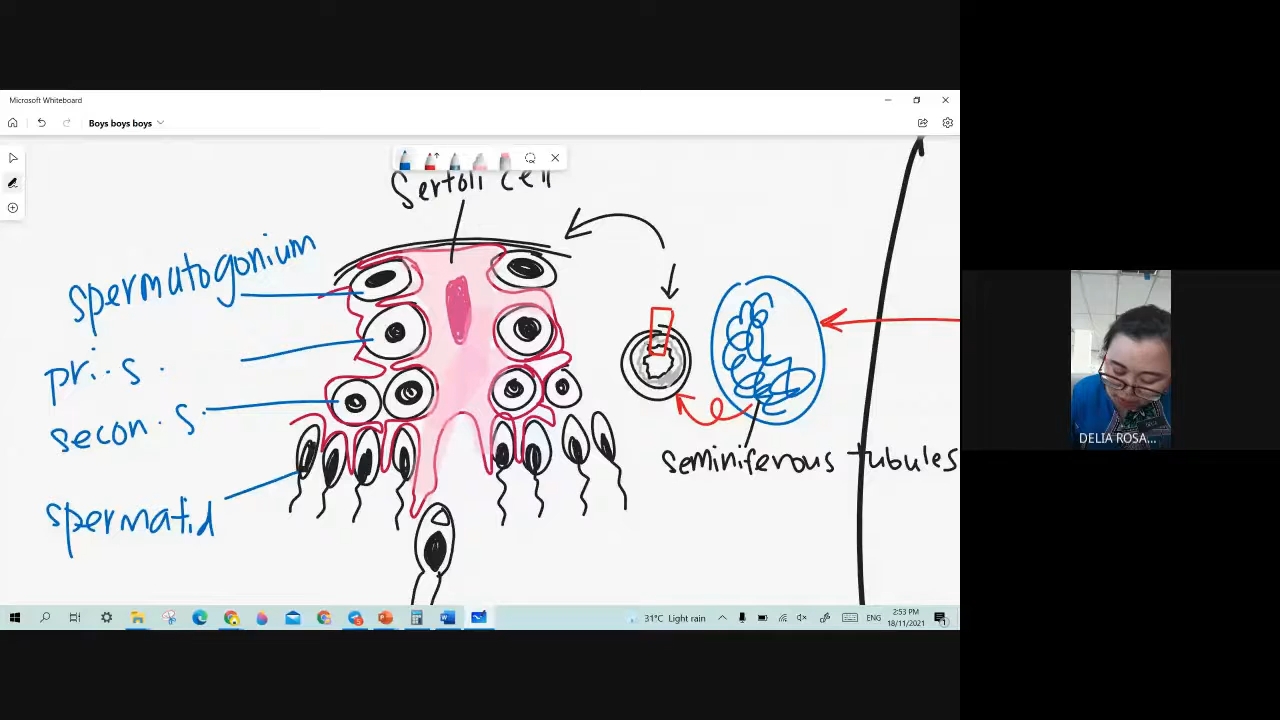 Microsoft Whiteboard
Boys boys boys
Sertoli cell
spermatogonium
pri.. s.
secon. s.
spermatid
seminiferous tubules
DELIA ROSA...
31°C Light rain
ENG
2:53 PM
18/11/2021